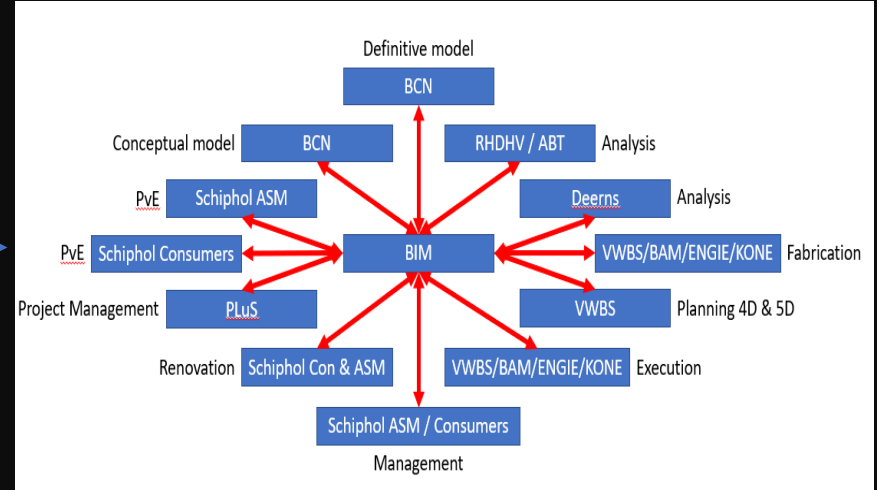 Definitive model
BCN
Conceptual model BCN RHDHV / ABT Analysis
PvE Schiphol ASM Deerns Analysis
PvE Schiphol Consumers BIM VWBS/BAM/ENGIE/KONE Fabrication
Project Management PLuS VWBS Planning 4D & 5D
Renovation Schiphol Con & ASM VWBS/BAM/ENGIE/KONE Execution
Schiphol ASM / Consumers
Management